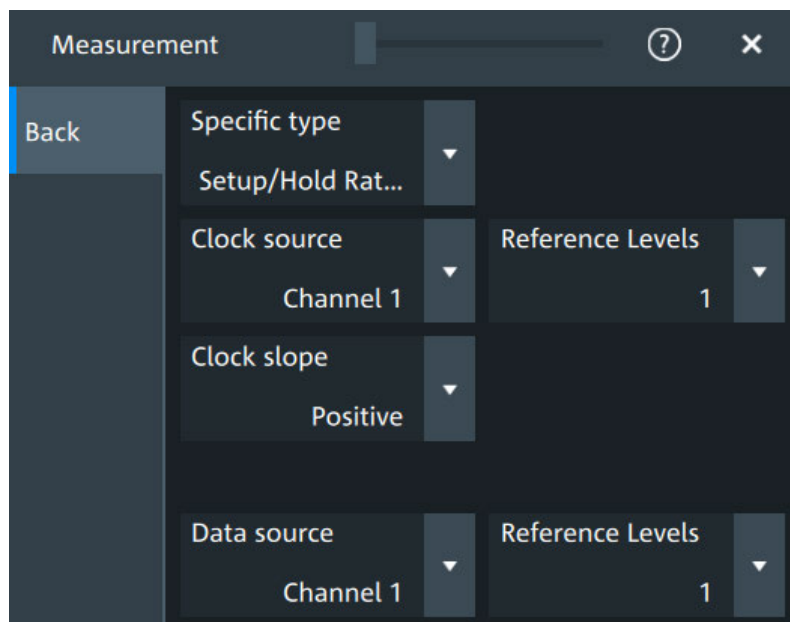 Measurement
?
Back
Specific type
Setup/Hold Rat...
Clock source
Reference Levels
Channel 1
1
Clock slope
Positive
Data source
Reference Levels
Channel 1
1